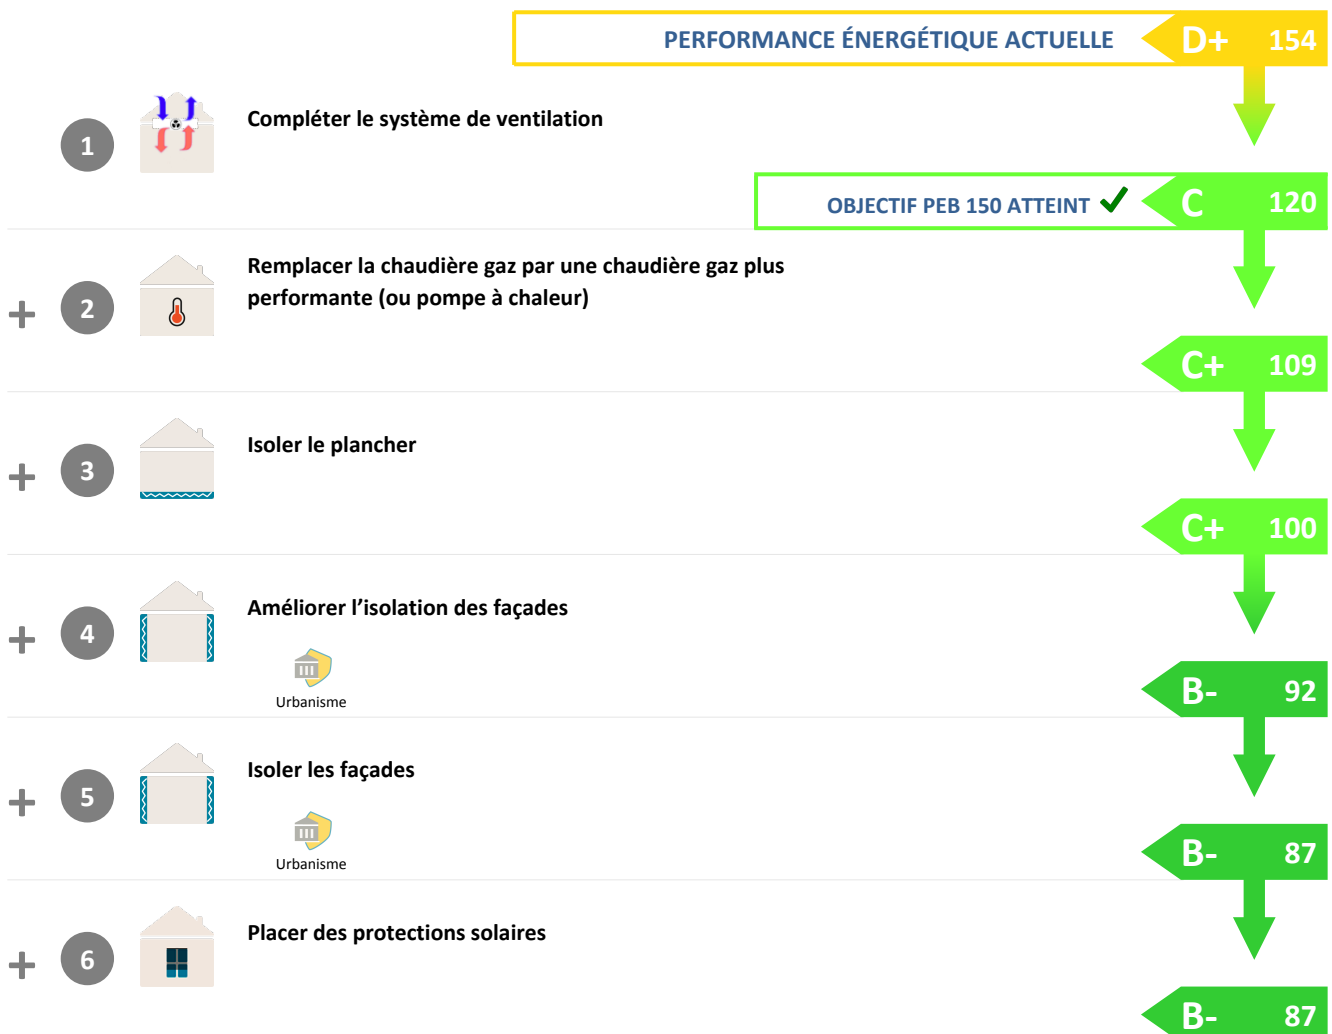 PERFORMANCE ÉNERGÉTIQUE ACTUELLE D+ 154
1 Compléter le système de ventilation
OBJECTIF PEB 150 ATTEINT ✓ C 120
+ 2 Remplacer la chaudière gaz par une chaudière gaz plus
performante (ou pompe à chaleur)
C+ 109
+ 3 Isoler le plancher
C+ 100
+ 4 Améliorer l’isolation des façades
Urbanisme
B- 92
+ 5 Isoler les façades
Urbanisme
B- 87
+ 6 Placer des protections solaires
B- 87